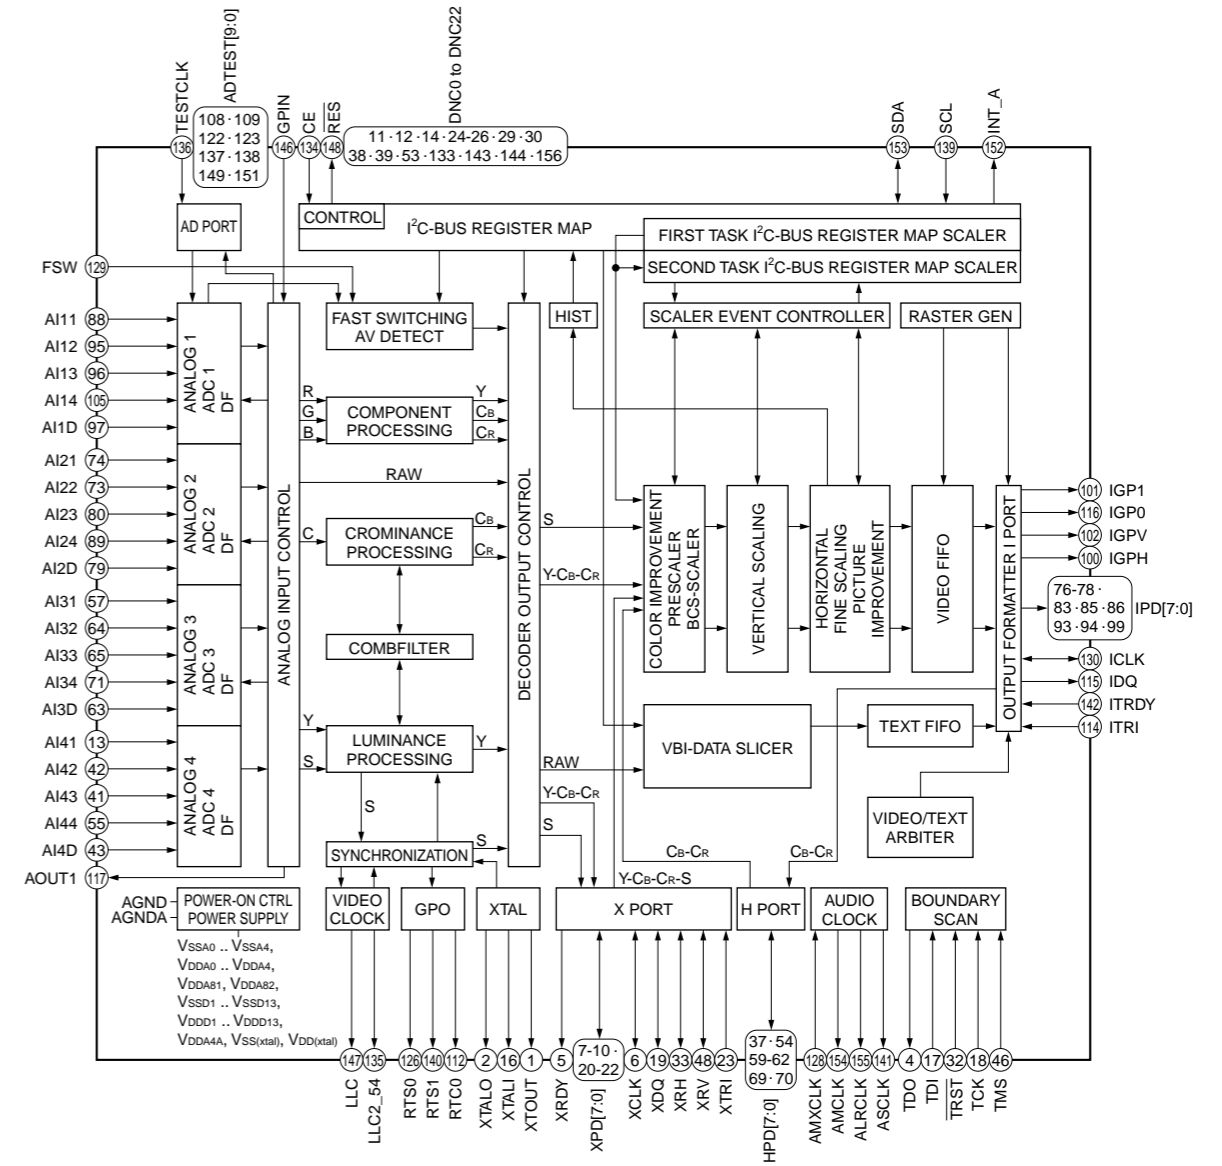 ADTEST[9:0]
DNC0 to DNC22
TESTCLK
GPIN
CE
RES
SDA
SCL
INT_A
108 · 109
122 · 123
137 · 138
149 · 151
11 · 12 · 14 · 24-26 · 29 · 30
38 · 39 · 53 · 133 · 143 · 144 · 156
136
146
134
148
153
139
152
AD PORT
CONTROL
I²C-BUS REGISTER MAP
FIRST TASK I²C-BUS REGISTER MAP SCALER
SECOND TASK I²C-BUS REGISTER MAP SCALER
FSW 129
FAST SWITCHING
AV DETECT
HIST
SCALER EVENT CONTROLLER
RASTER GEN
AI11 88
AI12 95
AI13 96
AI14 105
AI1D 97
AI21 74
AI22 73
AI23 80
AI24 89
AI2D 79
AI31 57
AI32 64
AI33 65
AI34 71
AI3D 63
AI41 13
AI42 42
AI43 41
AI44 55
AI4D 43
AOUT1 117
ANALOG 1
ADC 1
DF
ANALOG 2
ADC 2
DF
ANALOG 3
ADC 3
DF
ANALOG 4
ADC 4
DF
ANALOG INPUT CONTROL
R
G
B
COMPONENT
PROCESSING
Y
CB
CR
RAW
C
CROMINANCE
PROCESSING
CB
CR
COMBFILTER
Y
S
LUMINANCE
PROCESSING
Y
S
SYNCHRONIZATION
S
DECODER OUTPUT CONTROL
S
Y-CB-CR
RAW
Y-CB-CR
S
COLOR IMPROVEMENT
PRESCALER
BCS-SCALER
VERTICAL SCALING
HORIZONTAL
FINE SCALING
PICTURE
IMPROVEMENT
VIDEO FIFO
OUTPUT FORMATTER I PORT
VBI-DATA SLICER
TEXT FIFO
VIDEO/TEXT
ARBITER
CB-CR
CB-CR
Y-CB-CR-S
101 IGP1
116 IGP0
102 IGPV
100 IGPH
76-78 ·
83 · 85 · 86
93 · 94 · 99
IPD[7:0]
130 ICLK
115 IDQ
142 ITRDY
114 ITRI
AGND
AGNDA
POWER-ON CTRL
POWER SUPPLY
VIDEO
CLOCK
GPO
XTAL
X PORT
H PORT
AUDIO
CLOCK
BOUNDARY
SCAN
VSSA0 .. VSSA4,
VDDA0 .. VDDA4,
VDDA81, VDDA82,
VSSD1 .. VSSD13,
VDDD1 .. VDDD13,
VDDA4A, VSS(xtal), VDD(xtal)
147
135
126
140
112
2
16
1
5
7-10 ·
20-22
6
19
33
48
23
37 · 54
59-62
69 · 70
128
154
155
141
4
17
32
18
46
LLC
LLC2_54
RTS0
RTS1
RTC0
XTALO
XTALI
XTOUT
XRDY
XPD[7:0]
XCLK
XDQ
XRH
XRV
XTRI
HPD[7:0]
AMXCLK
AMCLK
ALRCLK
ASCLK
TDO
TDI
TRST
TCK
TMS